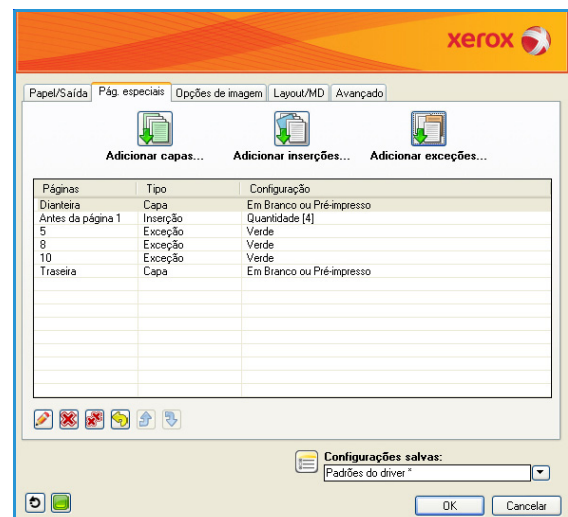 xerox
Papel/Saída Pág. especiais Opções de imagem Layout/MD Avançado
Adicionar capas... Adicionar inserções... Adicionar exceções...
Páginas Tipo Configuração
Dianteira Capa Em Branco ou Pré-impresso
Antes da página 1 Inserção Quantidade [4]
5 Exceção Verde
8 Exceção Verde
10 Exceção Verde
Traseira Capa Em Branco ou Pré-impresso
Configurações salvas:
Padrões do driver *
OK Cancelar